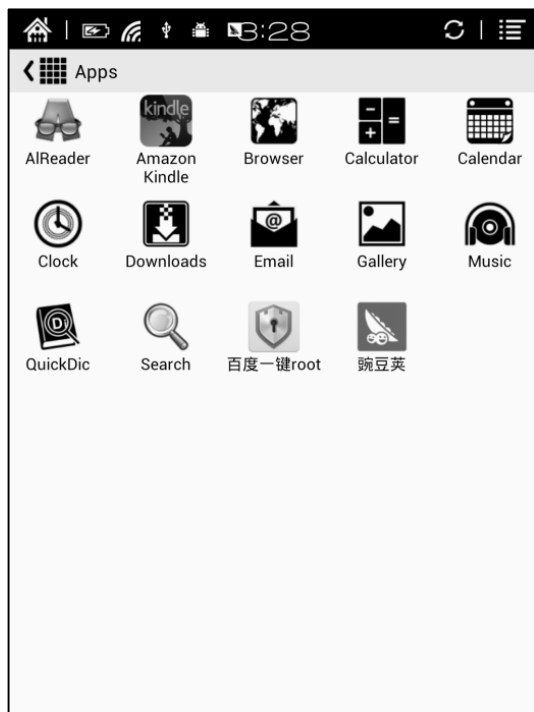 3:28
Apps
kindle
AlReader
Amazon
Kindle
Browser
Calculator
Calendar
Clock
Downloads
@
Email
Gallery
Music
D
QuickDic
Search
百度一键root
豌豆荚